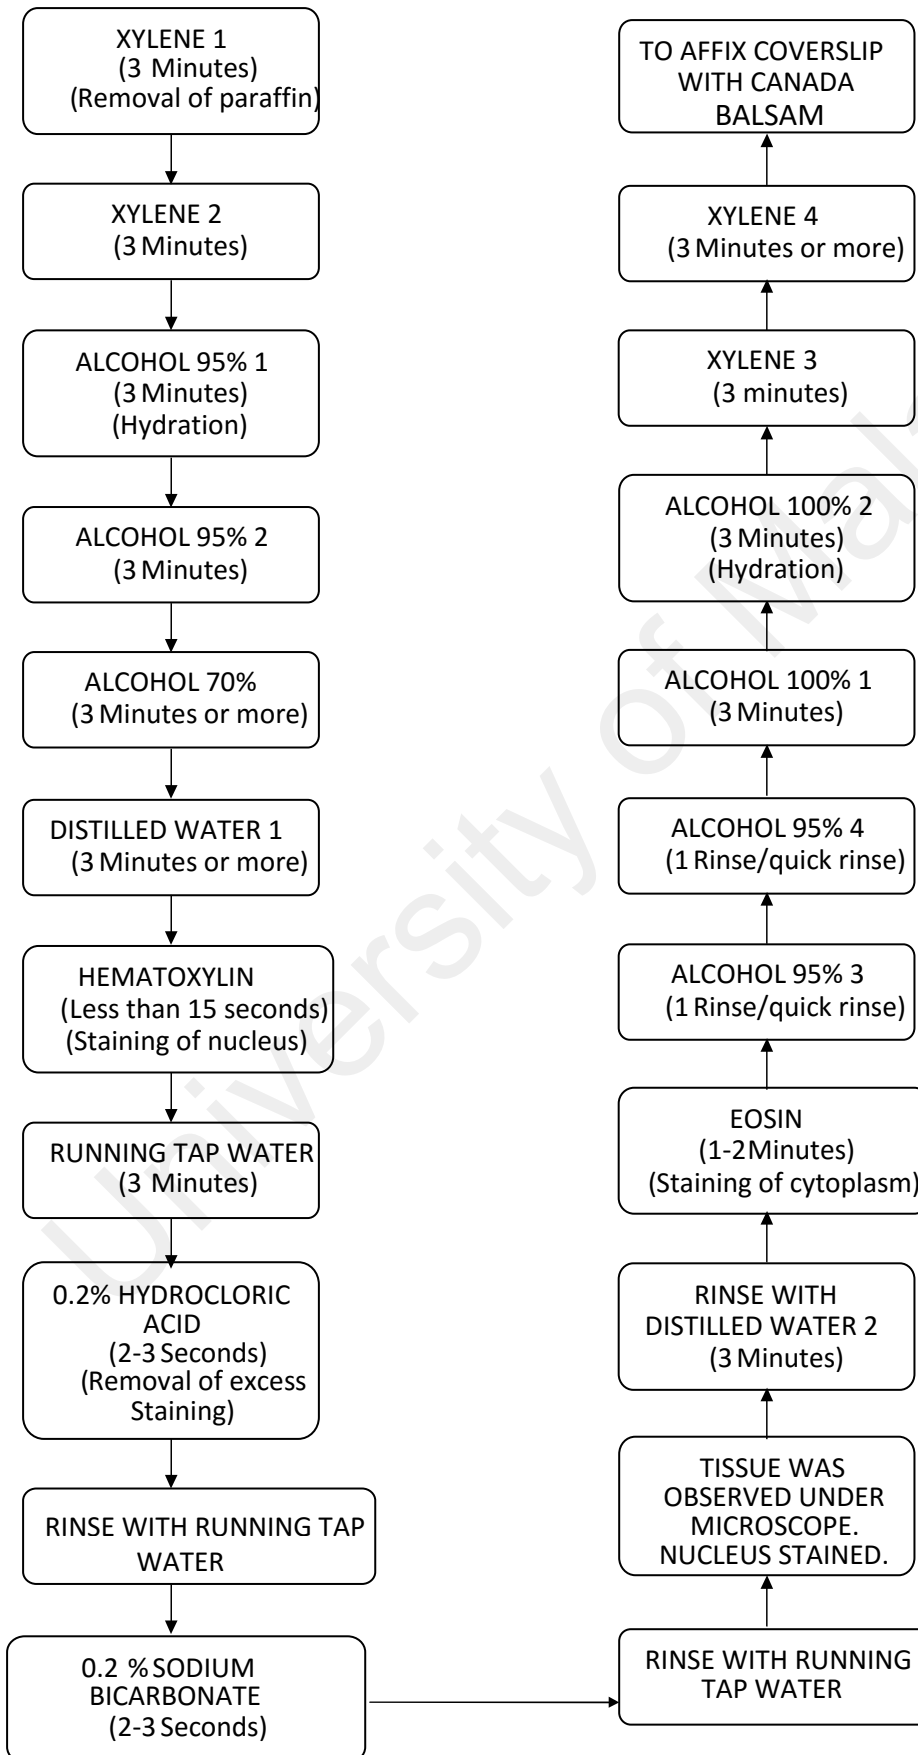 XYLENE 1
(3 Minutes)
(Removal of paraffin)
XYLENE 2
(3 Minutes)
ALCOHOL 95% 1
(3 Minutes)
(Hydration)
ALCOHOL 95% 2
(3 Minutes)
ALCOHOL 70%
(3 Minutes or more)
DISTILLED WATER 1
(3 Minutes or more)
HEMATOXYLIN
(Less than 15 seconds)
(Staining of nucleus)
RUNNING TAP WATER
(3 Minutes)
0.2% HYDROCLORIC
ACID
(2-3 Seconds)
(Removal of excess
Staining)
RINSE WITH RUNNING TAP
WATER
0.2 % SODIUM
BICARBONATE
(2-3 Seconds)
RINSE WITH RUNNING
TAP WATER
TISSUE WAS
OBSERVED UNDER
MICROSCOPE.
NUCLEUS STAINED.
RINSE WITH
DISTILLED WATER 2
(3 Minutes)
EOSIN
(1-2 Minutes)
(Staining of cytoplasm)
ALCOHOL 95% 3
(1 Rinse/quick rinse)
ALCOHOL 95% 4
(1 Rinse/quick rinse)
ALCOHOL 100% 1
(3 Minutes)
ALCOHOL 100% 2
(3 Minutes)
(Hydration)
XYLENE 3
(3 minutes)
XYLENE 4
(3 Minutes or more)
TO AFFIX COVERSLIP
WITH CANADA
BALSAM
University of